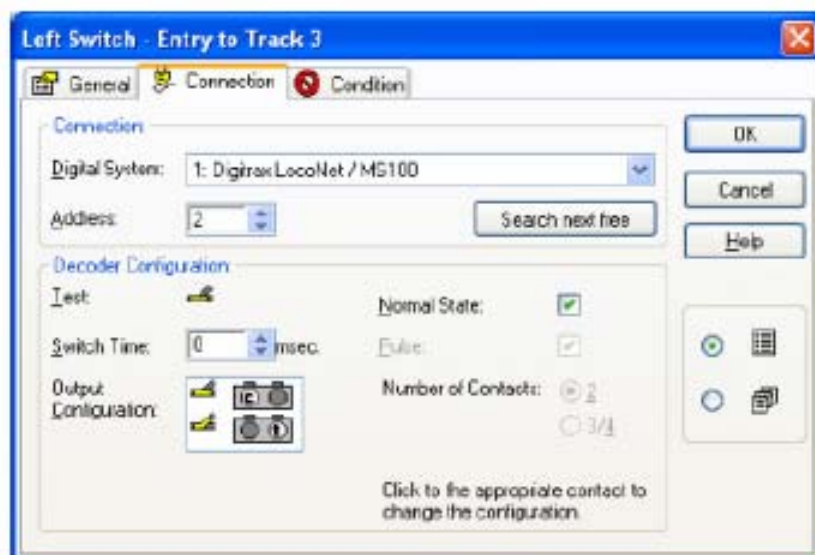 Left Switch - Entry to Track 3
General Connection Condition
Connection
Digital System: 1: Digitrax LocoNet / MS100
Address: 2 Search next free
Decoder Configuration
Test:
Normal State:
Switch Time: 0 msec.
Pulse:
Output Configuration:
Number of Contacts: 2
3/4
Click to the appropriate contact to
change the configuration.
OK
Cancel
Help